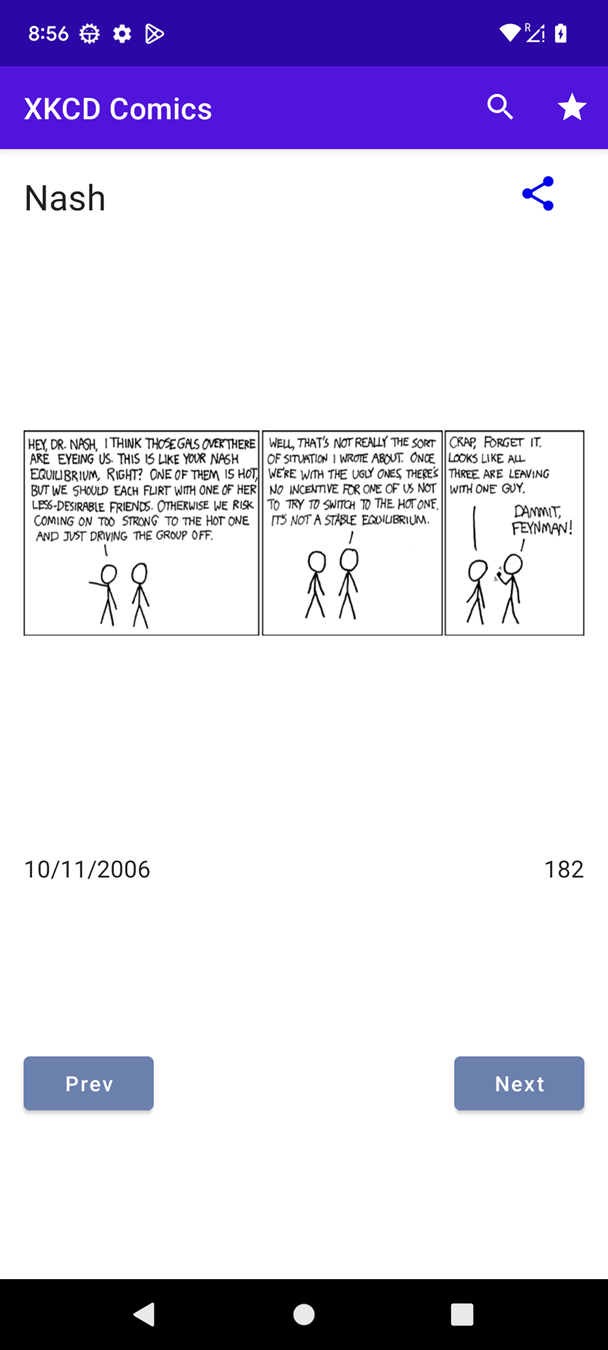 8:56
R
XKCD Comics
Nash
HEY, DR. NASH, I THINK THOSE GALS OVER THERE
ARE EYEING US. THIS IS LIKE YOUR NASH
EQUILIBRIUM, RIGHT? ONE OF THEM IS HOT,
BUT WE SHOULD EACH FLIRT WITH ONE OF HER
LESS-DESIRABLE FRIENDS. OTHERWISE WE RISK
COMING ON TOO STRONG TO THE HOT ONE
AND JUST DRIVING THE GROUP OFF.
WELL, THAT'S NOT REALLY THE SORT
OF SITUATION I WROTE ABOUT. ONCE
WE'RE WITH THE UGLY ONES, THERE'S
NO INCENTIVE FOR ONE OF US NOT
TO TRY TO SWITCH TO THE HOT ONE.
IT'S NOT A STABLE EQUILIBRIUM.
CRAP, FORGET IT.
LOOKS LIKE ALL
THREE ARE LEAVING
WITH ONE GUY.
DAMMIT,
FEYNMAN!
10/11/2006
182
Prev
Next